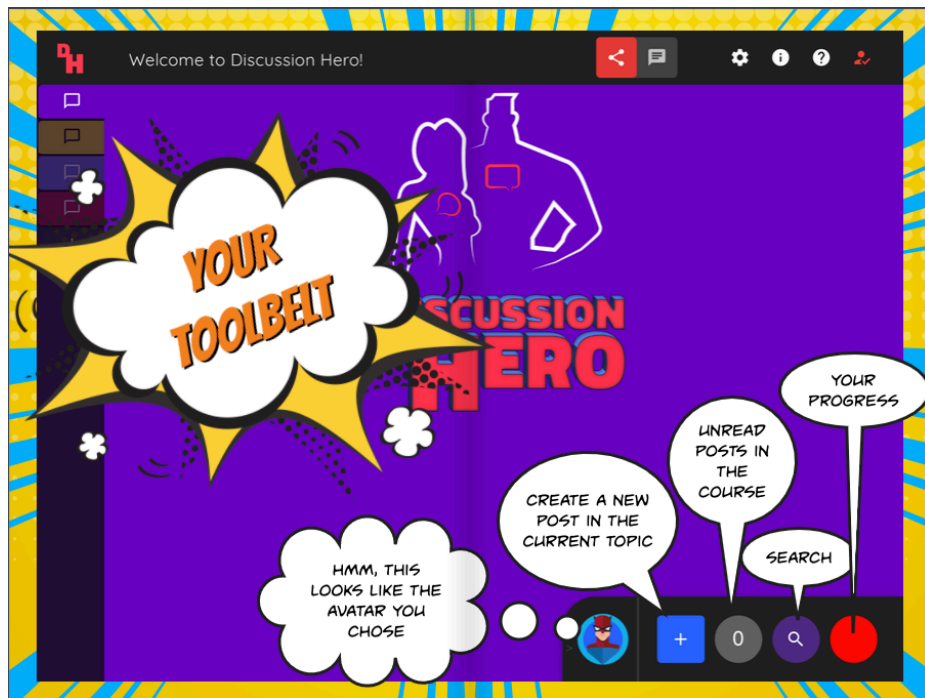 DH
Welcome to Discussion Hero!
YOUR
TOOLBELT
SCUSSION
HERO
YOUR
PROGRESS
UNREAD
POSTS IN
THE
COURSE
CREATE A NEW
POST IN THE
CURRENT TOPIC
SEARCH
HMM, THIS
LOOKS LIKE THE
AVATAR YOU
CHOSE
+
0